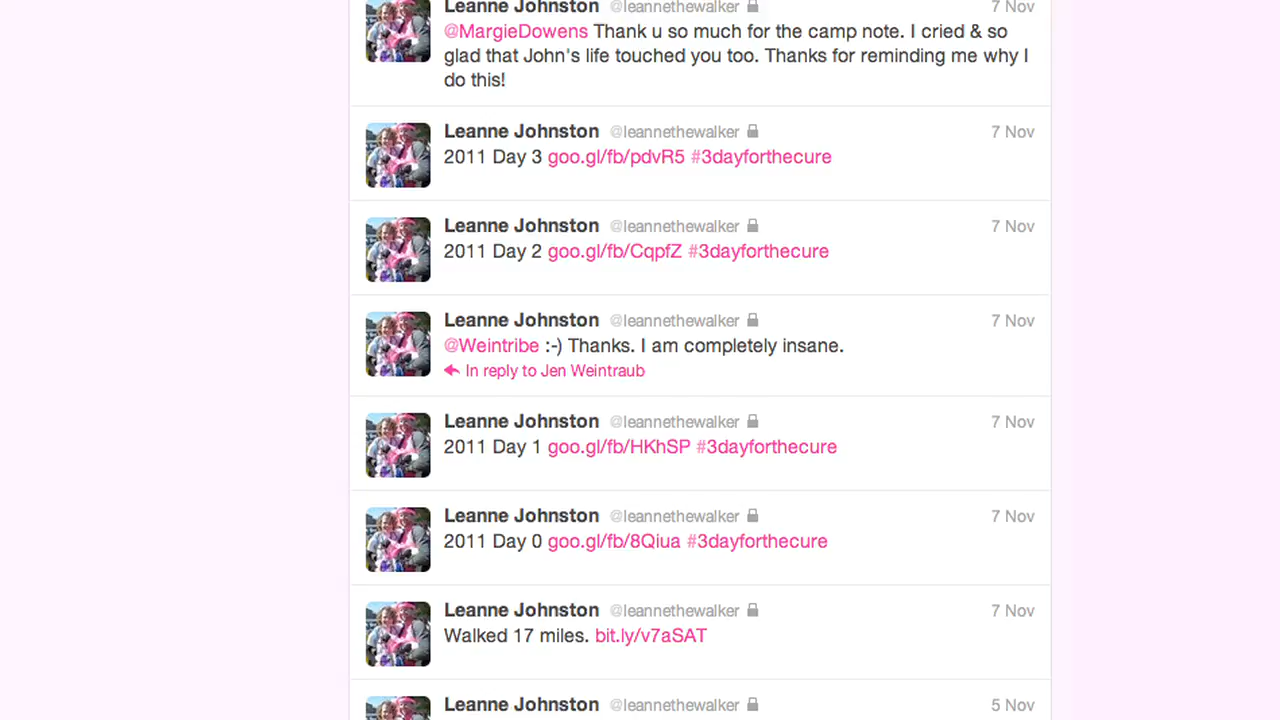 Leanne Johnston @leannethewalker 7 Nov
@MargieDowens Thank u so much for the camp note. I cried & so
glad that John's life touched you too. Thanks for reminding me why I
do this!
Leanne Johnston @leannethewalker 7 Nov
2011 Day 3 goo.gl/fb/pdvR5 #3dayforthecure
Leanne Johnston @leannethewalker 7 Nov
2011 Day 2 goo.gl/fb/CqpfZ #3dayforthecure
Leanne Johnston @leannethewalker 7 Nov
@Weintribe :-) Thanks. I am completely insane.
In reply to Jen Weintraub
Leanne Johnston @leannethewalker 7 Nov
2011 Day 1 goo.gl/fb/HKhSP #3dayforthecure
Leanne Johnston @leannethewalker 7 Nov
2011 Day 0 goo.gl/fb/8Qiua #3dayforthecure
Leanne Johnston @leannethewalker 7 Nov
Walked 17 miles. bit.ly/v7aSAT
Leanne Johnston @leannethewalker 5 Nov